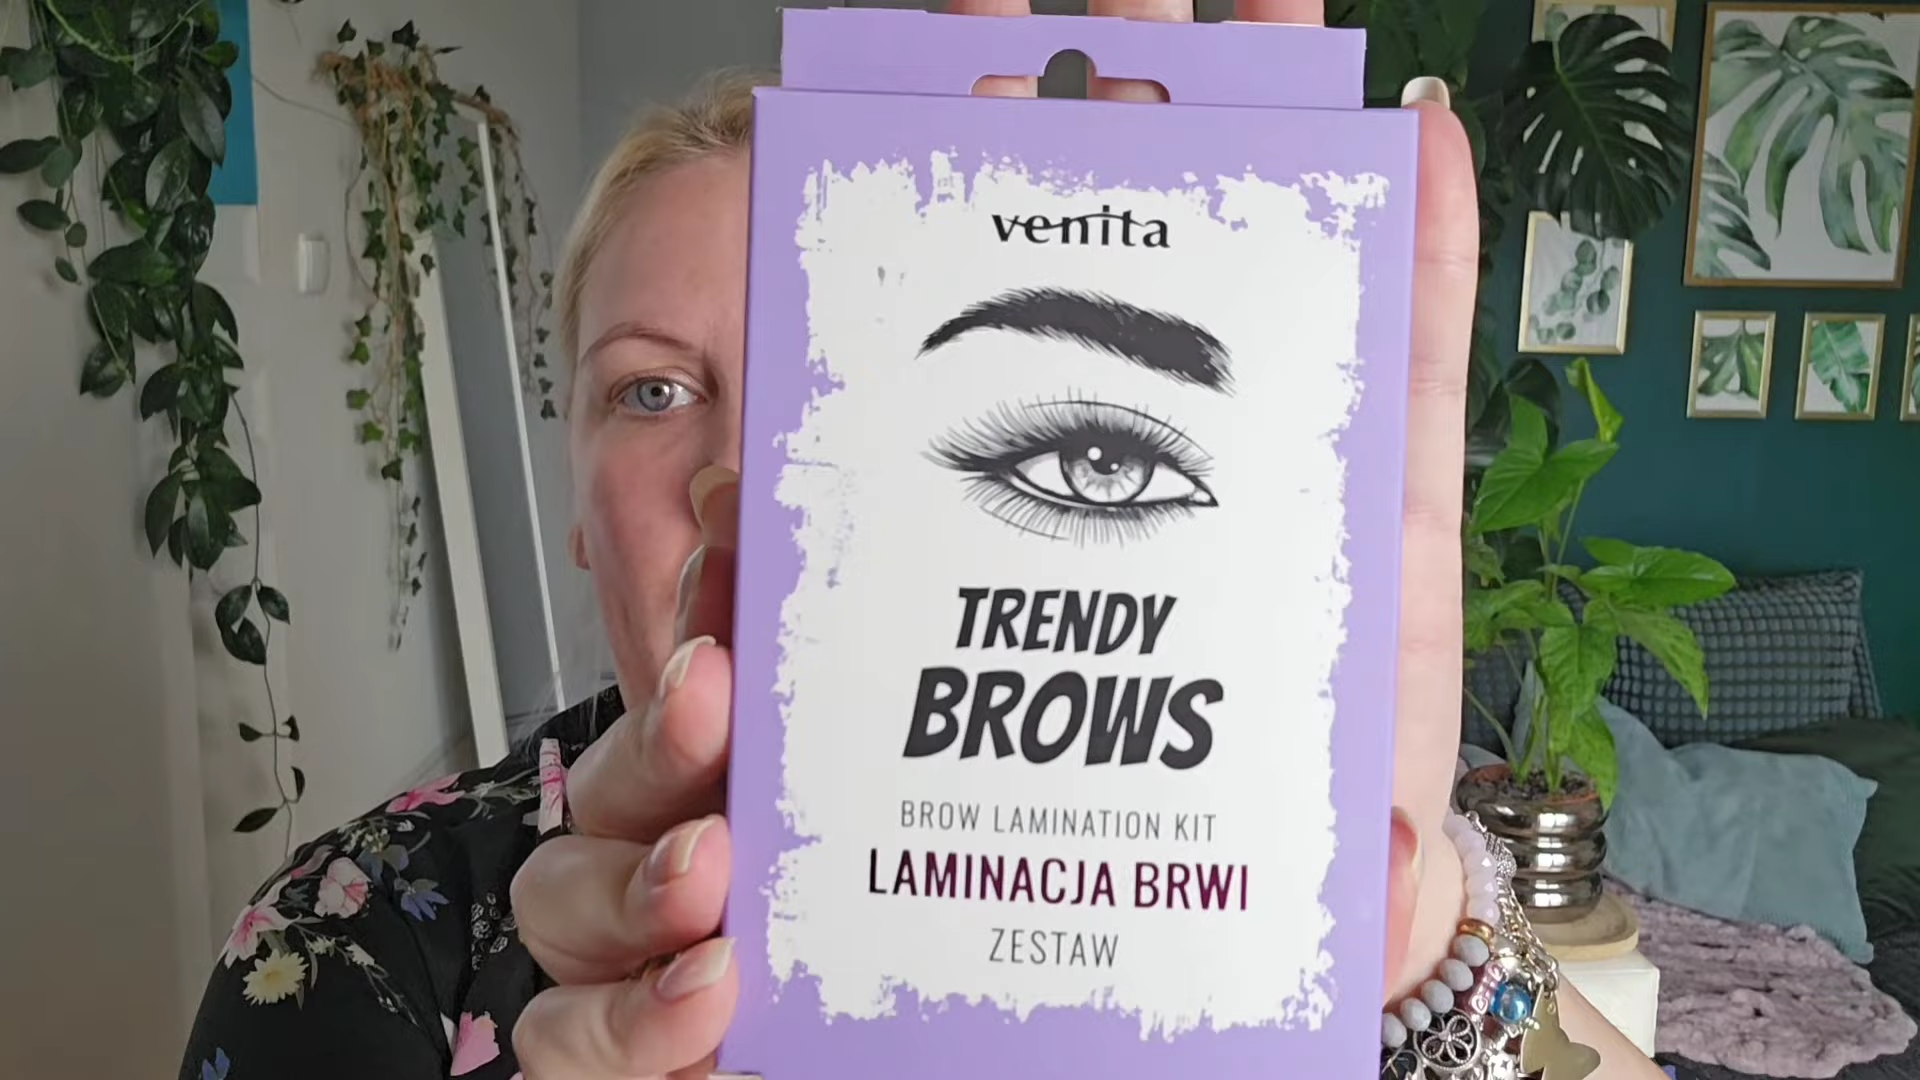 venita
TRENDY
BROWS
BROW LAMINATION KIT
LAMINACJA BRWI
ZESTAW